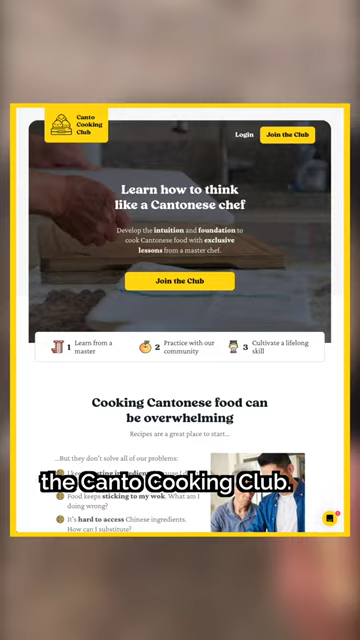 Canto
Cooking
Club
Login
Join the Club
Learn how to think
like a Cantonese chef
Develop the intuition and foundation to
cook Cantonese food with exclusive
lessons from a master chef.
Join the Club
1 Learn from a
master
2 Practice with our
community
3 Cultivate a lifelong
skill
Cooking Cantonese food can
be overwhelming
Recipes are a great place to start...
...But they don't solve all of our problems:
the Canto Cooking Club.
Food keeps sticking to my wok. What am I
doing wrong?
It's hard to access Chinese ingredients.
How can I substitute?